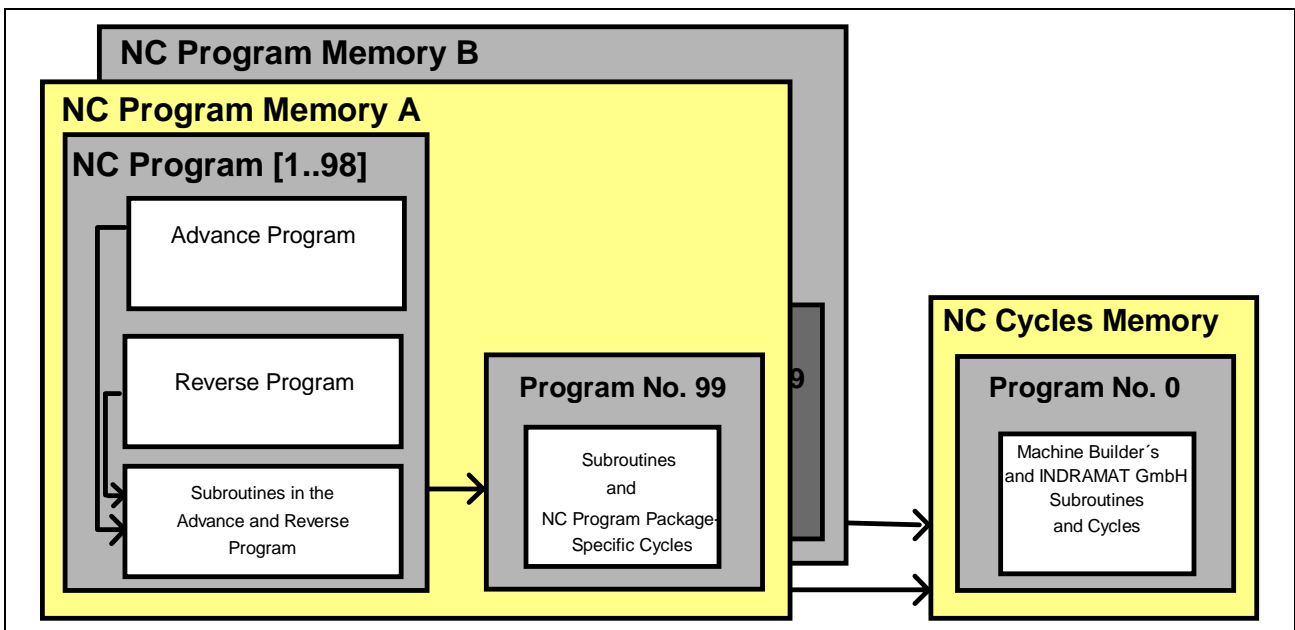 NC Program Memory B
NC Program Memory A
NC Program [1..98]
Advance Program
Reverse Program
Subroutines in the
Advance and Reverse
Program
9
Program No. 99
Subroutines
and
NC Program Package-
Specific Cycles
NC Cycles Memory
Program No. 0
Machine Builder´s
and INDRAMAT GmbH
Subroutines
and Cycles